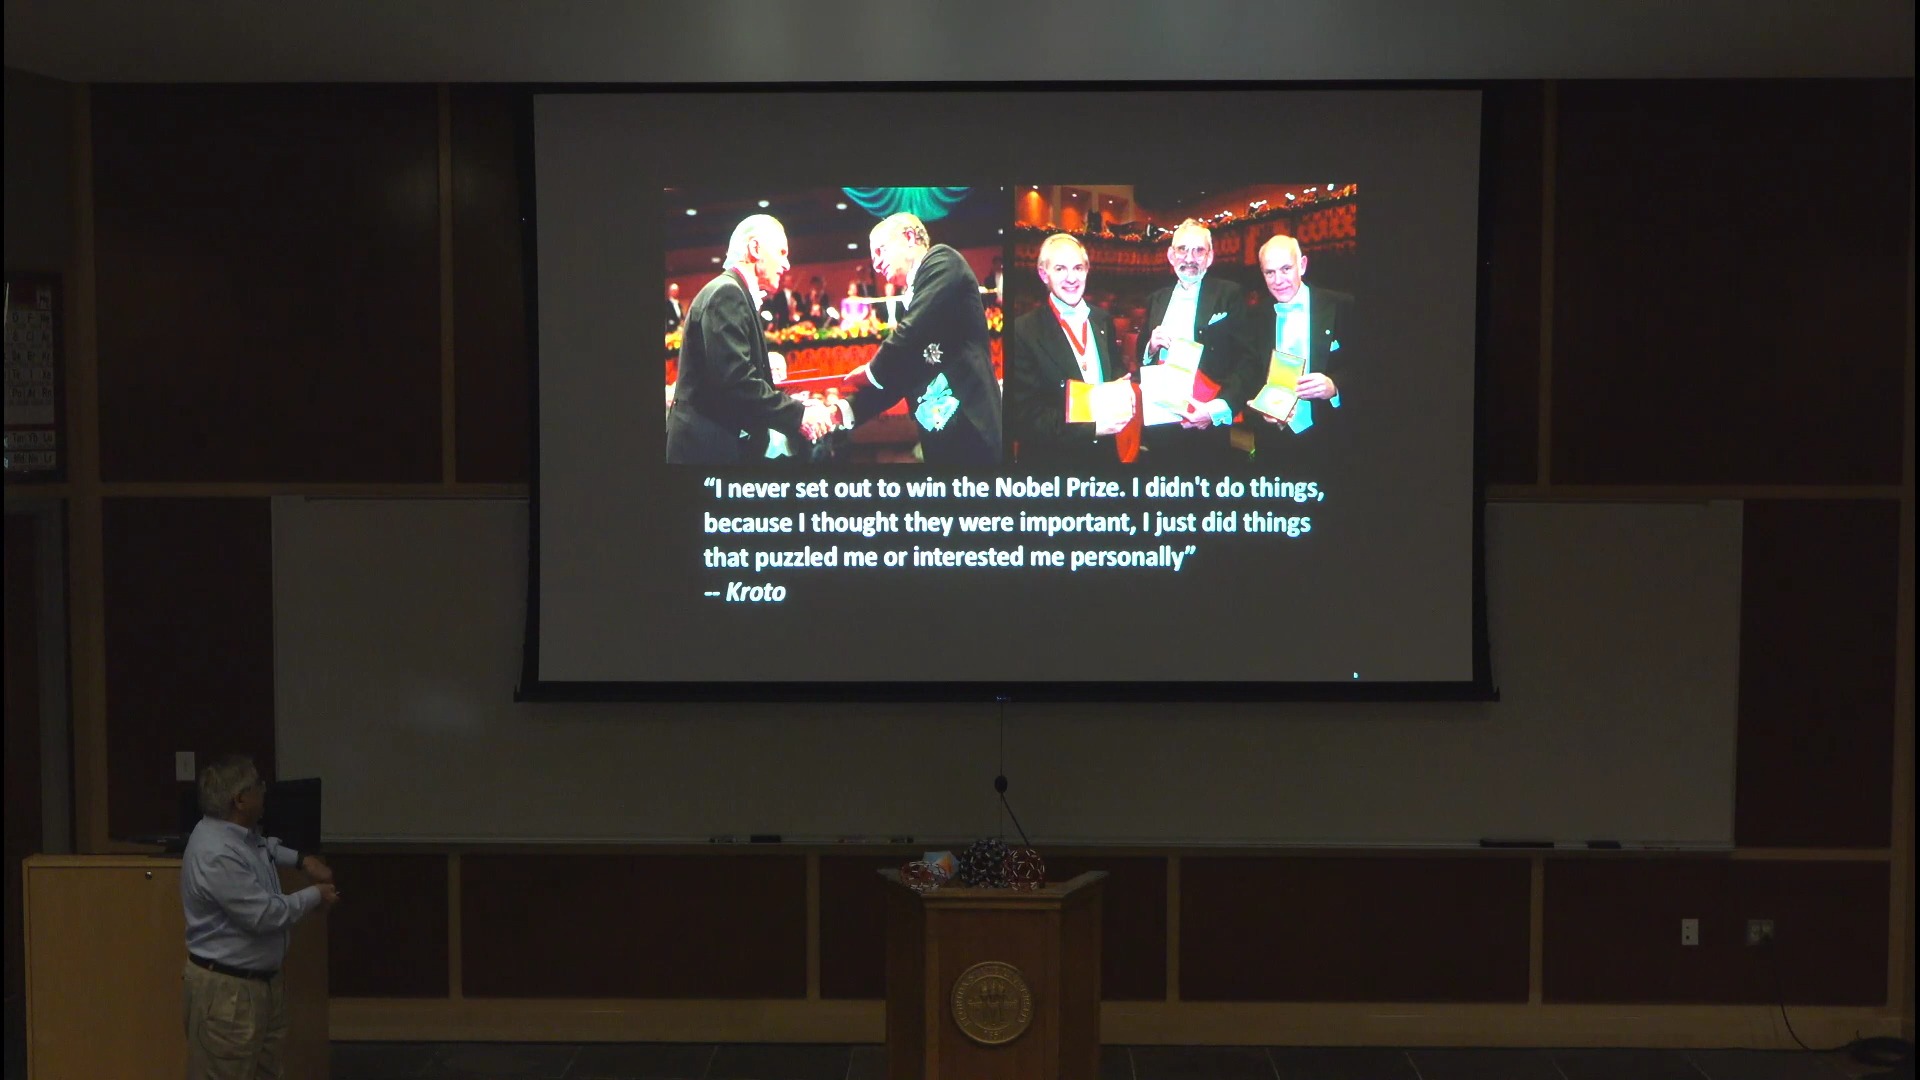 “I never set out to win the Nobel Prize. I didn't do things,
because I thought they were important, I just did things
that puzzled me or interested me personally”
-- Kroto